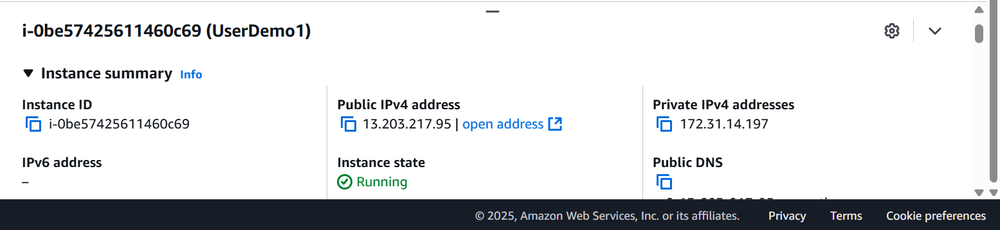 i-0be57425611460c69 (UserDemo1)
Instance summary Info
Instance ID
i-0be57425611460c69
Public IPv4 address
13.203.217.95 | open address
Private IPv4 addresses
172.31.14.197
IPv6 address
–
Instance state
Running
Public DNS
© 2025, Amazon Web Services, Inc. or its affiliates. Privacy Terms Cookie preferences